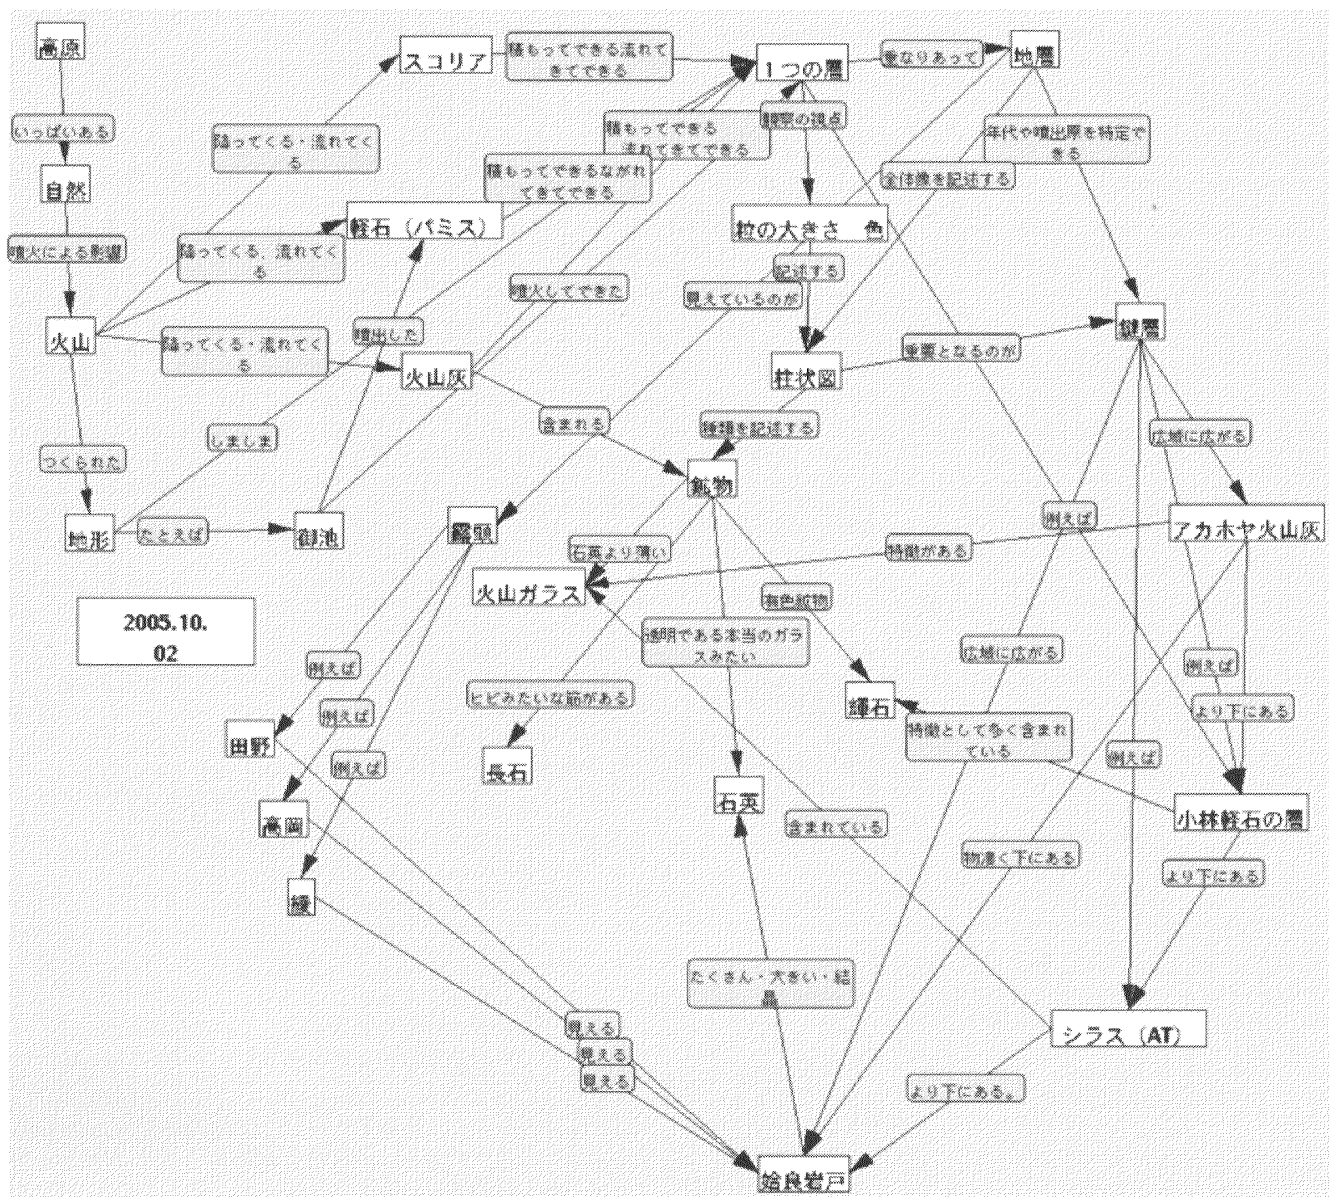 高原
スコリア
積もってできる流れて
きてできる
1つの層
重なりあって
地層
いっぱいある
降ってくる・流れてく
る
積もってできる
流れてきてできる
観察の視点
年代や噴出原を特定で
きる
自然
積もってできるながれ
てきてできる
全体像を記述する
軽石（パミス）
粒の大きさ　色
噴火による影響
降ってくる、流れてく
る
記述する
噴火してできた
見えているのが
火山
噴出した
鍵層
降ってくる・流れてく
る
重要となるのが
火山灰
柱状図
含まれる
種類を記述する
しましま
広域に広がる
つくられた
鉱物
地形
たとえば
御池
露頭
例えば
アカホヤ火山灰
石英より薄い
特徴がある
火山ガラス
有色鉱物
2005.10.
02
透明である本当のガラ
スみたい
広域に広がる
例えば
例えば
ヒビみたいな筋がある
輝石
より下にある
例えば
田野
特徴として多く含まれ
ている
例えば
例えば
長石
石英
高岡
含まれている
小林軽石の層
物凄く下にある
より下にある
綾
たくさん・大きい・結
晶
見える
シラス（AT）
見える
見える
より下にある。
姶良岩戸